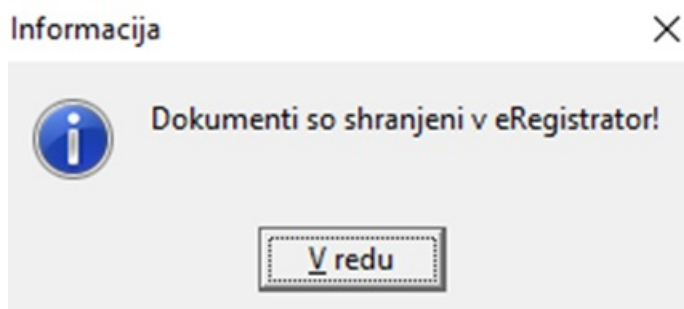 Informacija
Dokumenti so shranjeni v eRegistrator!
V redu